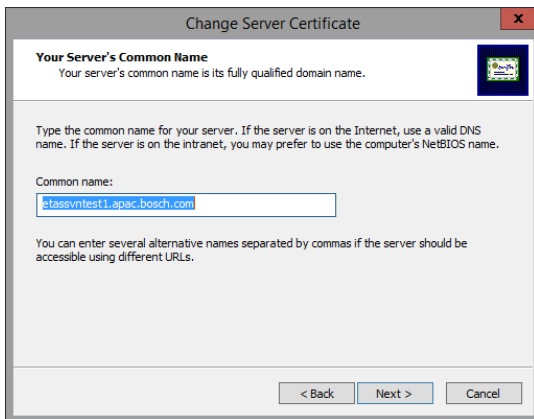 Change Server Certificate
x
Your Server's Common Name
Your server's common name is its fully qualified domain name.
Type the common name for your server. If the server is on the Internet, use a valid DNS
name. If the server is on the intranet, you may prefer to use the computer's NetBIOS name.
Common name:
etassvntest1.apac.bosch.com
You can enter several alternative names separated by commas if the server should be
accessible using different URLs.
< Back Next > Cancel